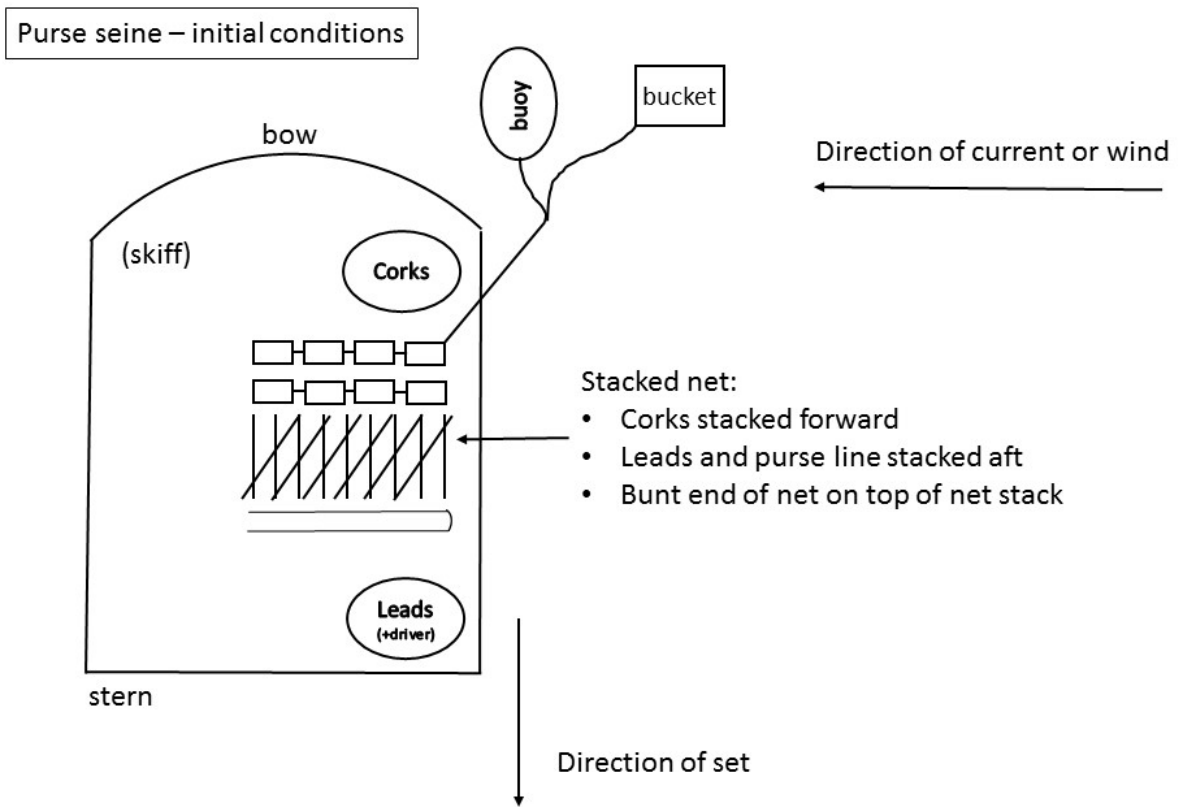 Purse seine – initial conditions
buoy
bucket
bow
Direction of current or wind
(skiff)
Corks
Stacked net:
• Corks stacked forward
• Leads and purse line stacked aft
• Bunt end of net on top of net stack
Leads
(+driver)
stern
Direction of set